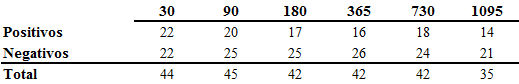 30 90 180 365 730 1095
Positivos 22 20 17 16 18 14
Negativos 22 25 25 26 24 21
Total 44 45 42 42 42 35